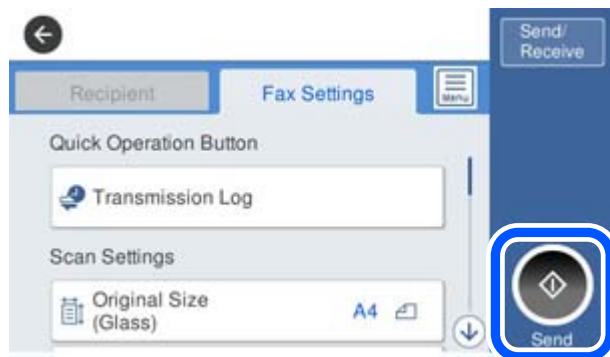 Send/
Receive
Recipient
Fax Settings
Menu
Quick Operation Button
Transmission Log
Scan Settings
Original Size
(Glass)
A4
Send